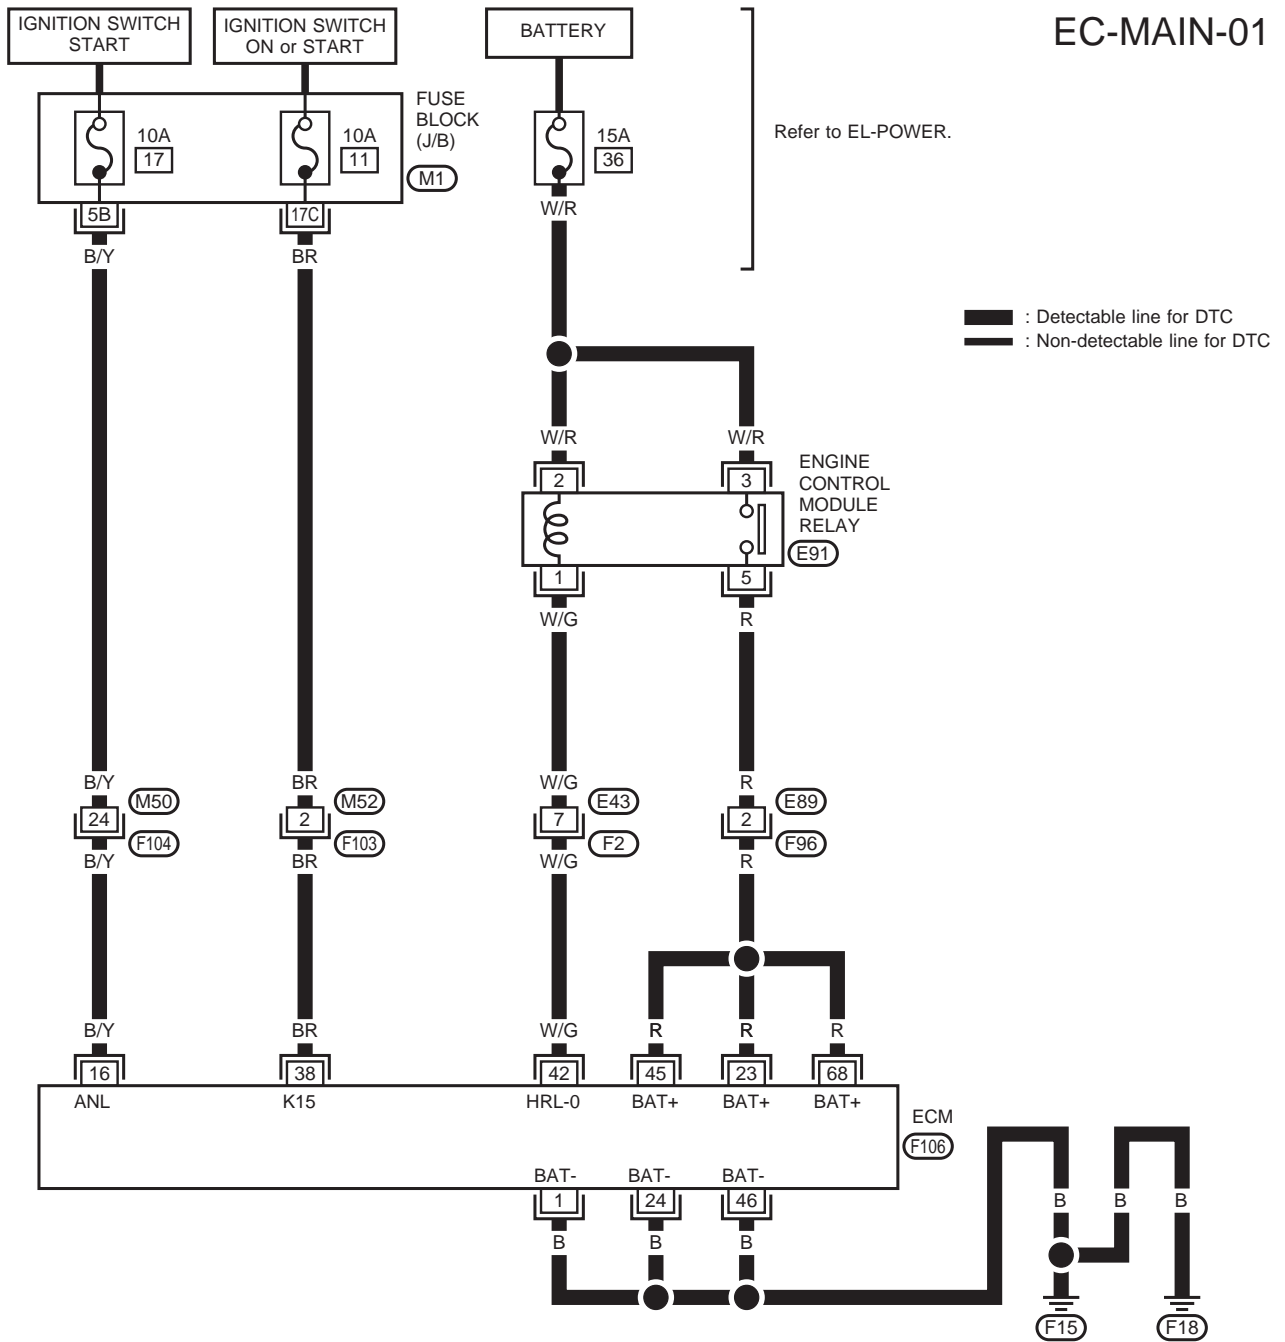 EC-MAIN-01
IGNITION SWITCH
START
IGNITION SWITCH
ON or START
BATTERY
FUSE
BLOCK
(J/B)
M1
10A
17
10A
11
15A
36
Refer to EL-POWER.
5B
17C
W/R
B/Y
BR
: Detectable line for DTC
: Non-detectable line for DTC
W/R
W/R
2
3
ENGINE
CONTROL
MODULE
RELAY
E91
1
5
W/G
R
B/Y
BR
W/G
R
24
M50
F104
2
M52
F103
7
E43
F2
2
E89
F96
B/Y
BR
W/G
R
B/Y
BR
W/G
R
R
R
16
38
42
45
23
68
ANL
K15
HRL-0
BAT+
BAT+
BAT+
ECM
F106
BAT-
BAT-
BAT-
1
24
46
B
B
B
B
B
B
F15
F18